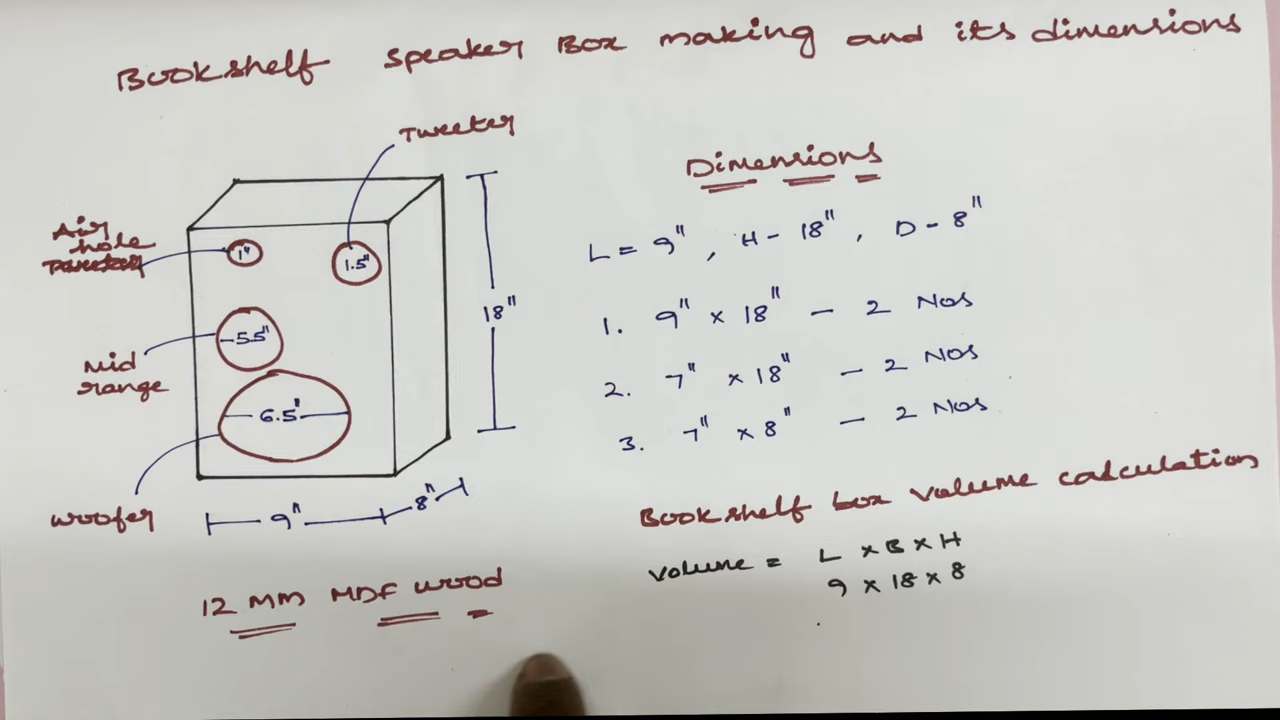 Bookshelf speaker Box making and its dimensions
Tweeter
Air
hole
1"
1.5"
18"
5.5"
Mid
range
6.5"
woofer
9"
8"
12 MM MDF wood
Dimensions
L = 9", H - 18", D - 8"
1. 9" x 18" - 2 Nos
2. 7" x 18" - 2 Nos
3. 7" x 8" - 2 Nos
Bookshelf box volume calculation
volume = L x B x H
9 x 18 x 8